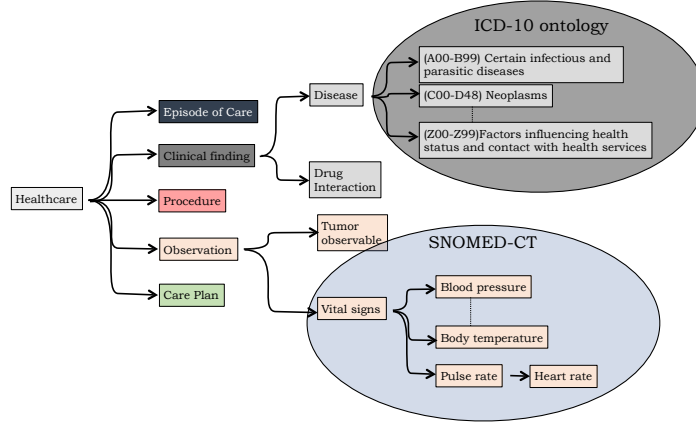 ICD-10 ontology
(A00-B99) Certain infectious and
parasitic diseases
Disease
(C00-D48) Neoplasms
Episode of Care
(Z00-Z99)Factors influencing health
status and contact with health services
Clinical finding
Drug
Interaction
Healthcare
Procedure
Tumor
observable
SNOMED-CT
Observation
Blood pressure
Care Plan
Vital signs
Body temperature
Pulse rate
Heart rate